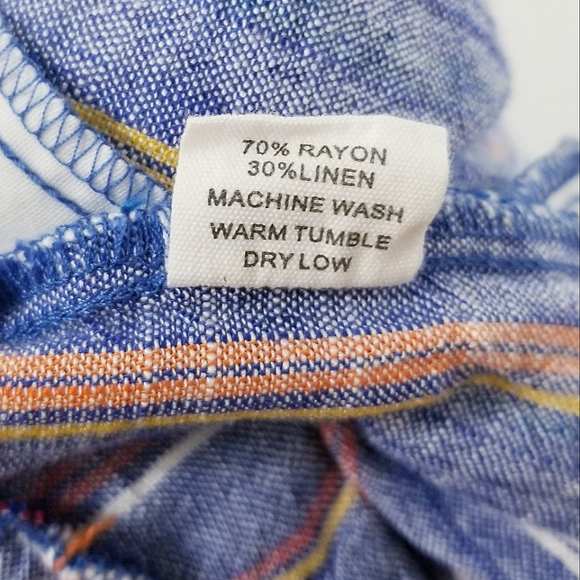 70% RAYON
30%LINEN
MACHINE WASH
WARM TUMBLE
DRY LOW